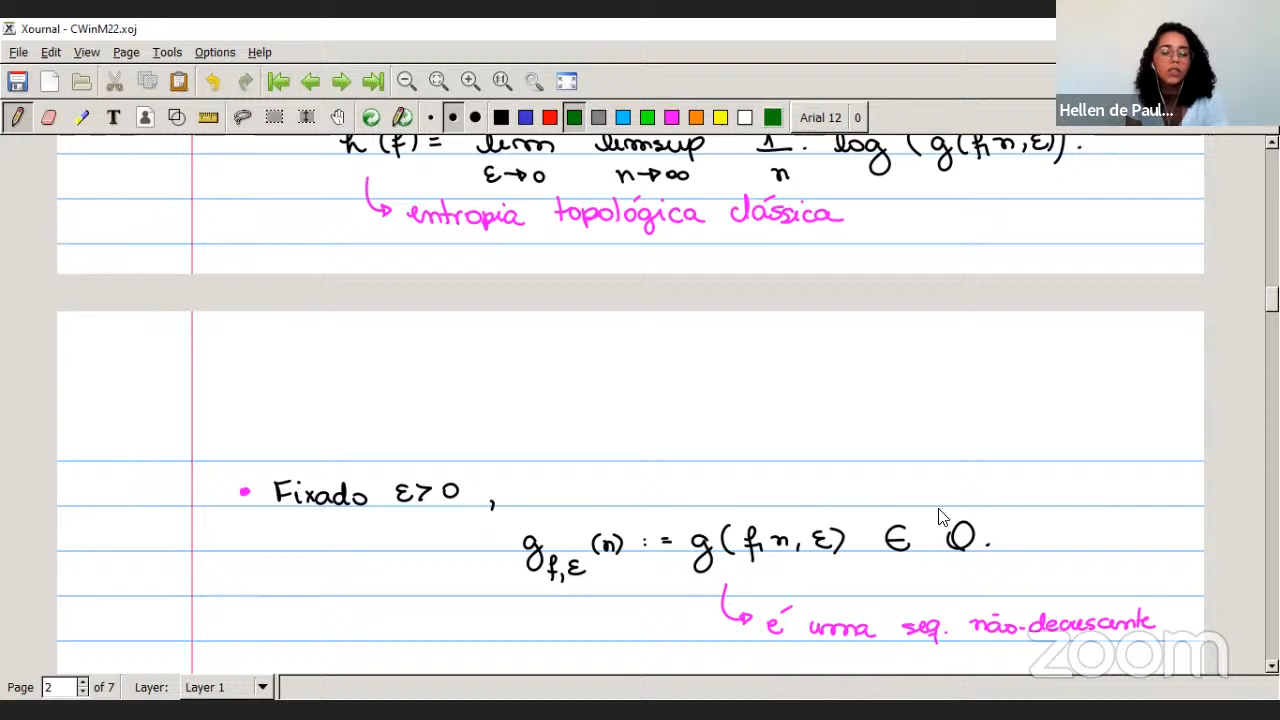 Xournal - CWinM22.xoj
File Edit View Page Tools Options Help
Arial 12 0
Hellen de Paul...
h (f) = lim limsup 1/n . log (g(f,n,ε)).
ε→0 n→∞
entropia topológica clássica
• Fixado ε>0 ,
g_{f,ε} (n) := g(f,n,ε) ∈ 𝕆.
é uma seq. não-decrescente
zoom
Page 2 of 7 Layer: Layer 1